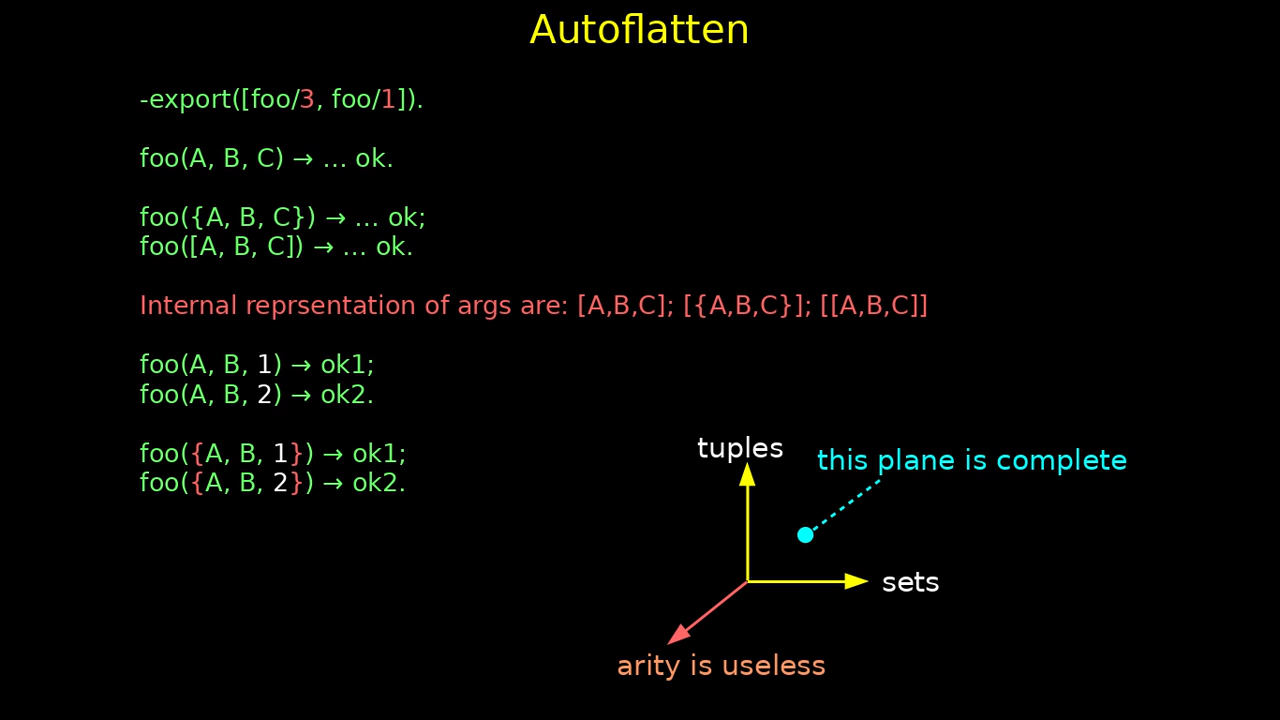 Autoflatten
-export([foo/3, foo/1]).
foo(A, B, C) → … ok.
foo({A, B, C}) → … ok;
foo([A, B, C]) → … ok.
Internal reprsentation of args are: [A,B,C]; [{A,B,C}]; [[A,B,C]]
foo(A, B, 1) → ok1;
foo(A, B, 2) → ok2.
foo({A, B, 1}) → ok1;
foo({A, B, 2}) → ok2.
tuples
this plane is complete
sets
arity is useless